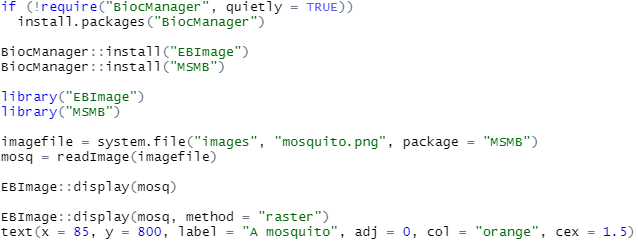 if (!require("BiocManager", quietly = TRUE))
  install.packages("BiocManager")
BiocManager::install("EBImage")
BiocManager::install("MSMB")
library("EBImage")
library("MSMB")
imagefile = system.file("images", "mosquito.png", package = "MSMB")
mosq = readImage(imagefile)
EBImage::display(mosq)
EBImage::display(mosq, method = "raster")
text(x = 85, y = 800, label = "A mosquito", adj = 0, col = "orange", cex = 1.5)